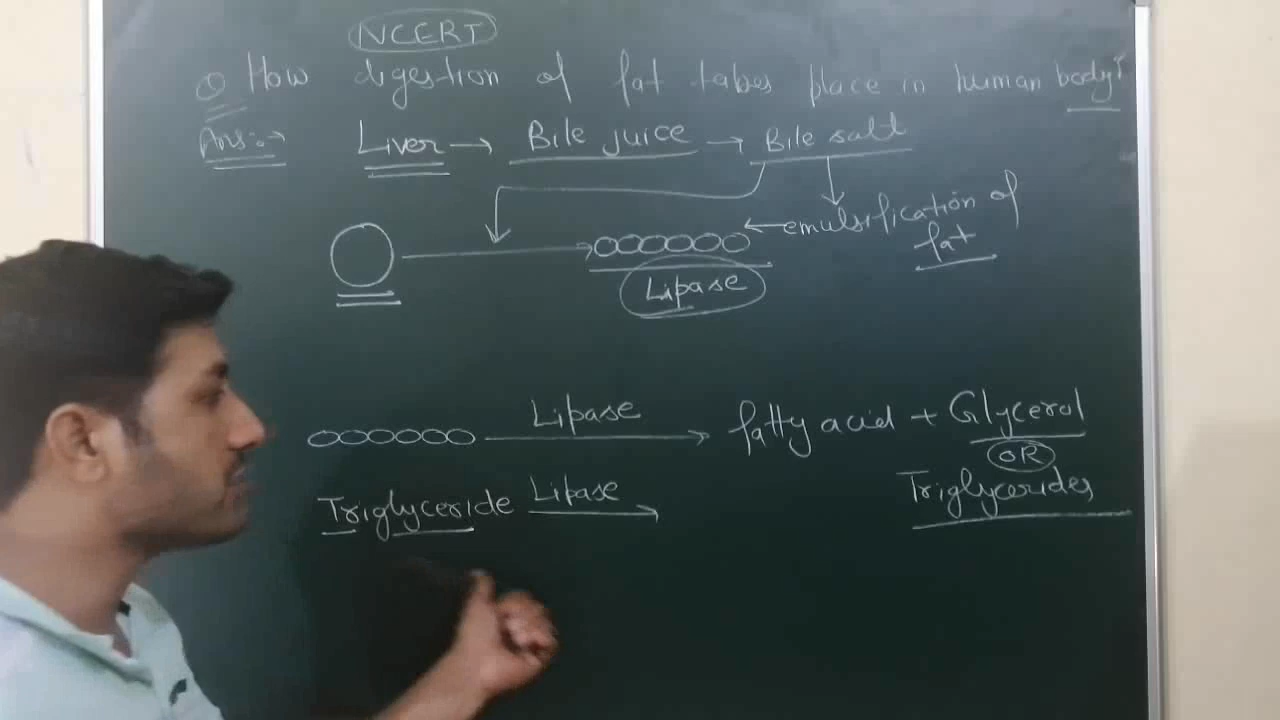 NCERT
Q How digestion of fat takes place in human body?
Ans:→ Liver → Bile juice → Bile salt
emulsification of
fat
Lipase
Lipase
fatty acid + Glycerol
OR
Triglyceride Lipase → Triglycerides